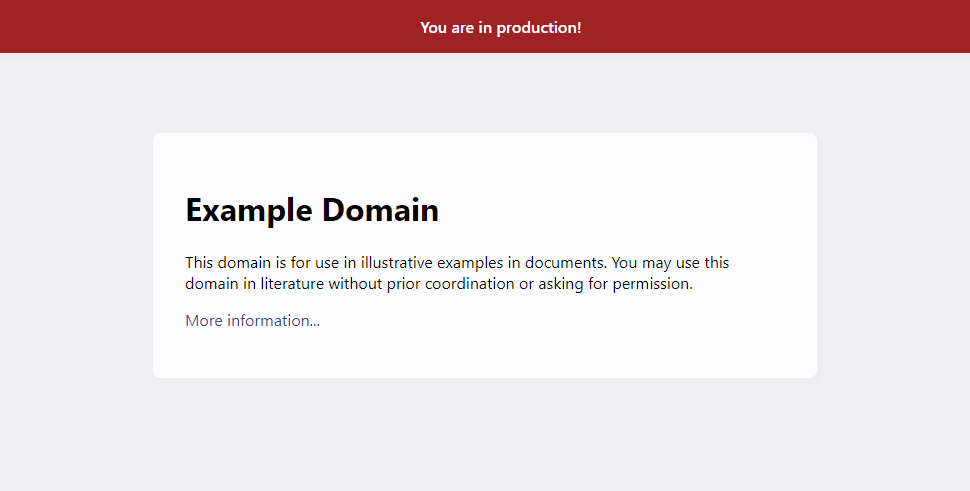 You are in production!
Example Domain
This domain is for use in illustrative examples in documents. You may use this
domain in literature without prior coordination or asking for permission.
More information...